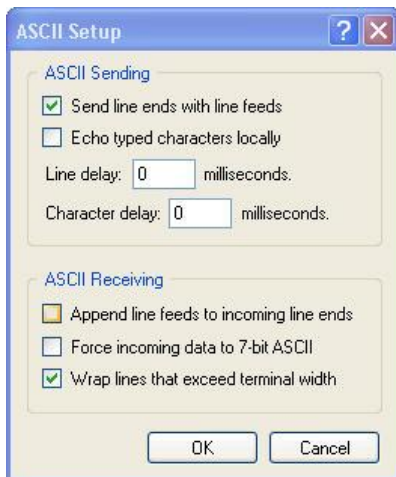 ASCII Setup
ASCII Sending
Send line ends with line feeds
Echo typed characters locally
Line delay: 0 milliseconds.
Character delay: 0 milliseconds.
ASCII Receiving
Append line feeds to incoming line ends
Force incoming data to 7-bit ASCII
Wrap lines that exceed terminal width
OK Cancel